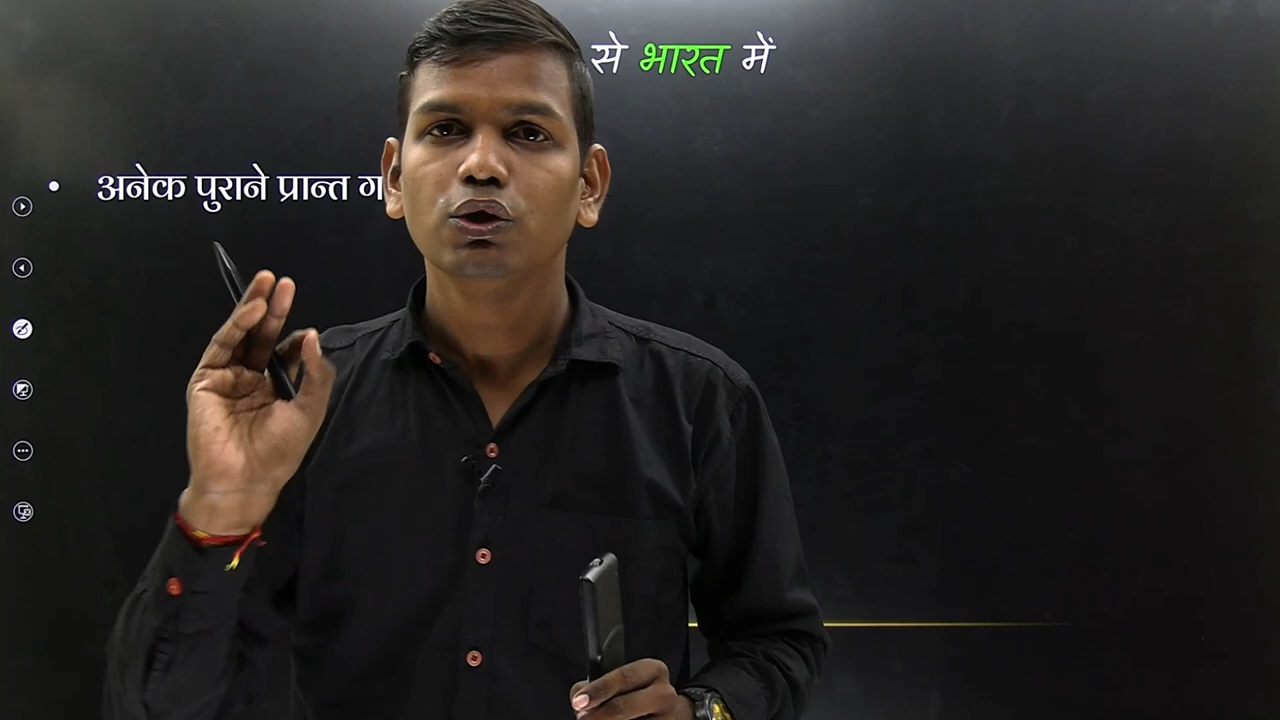 से भारत में
• अनेक पुराने प्रान्त